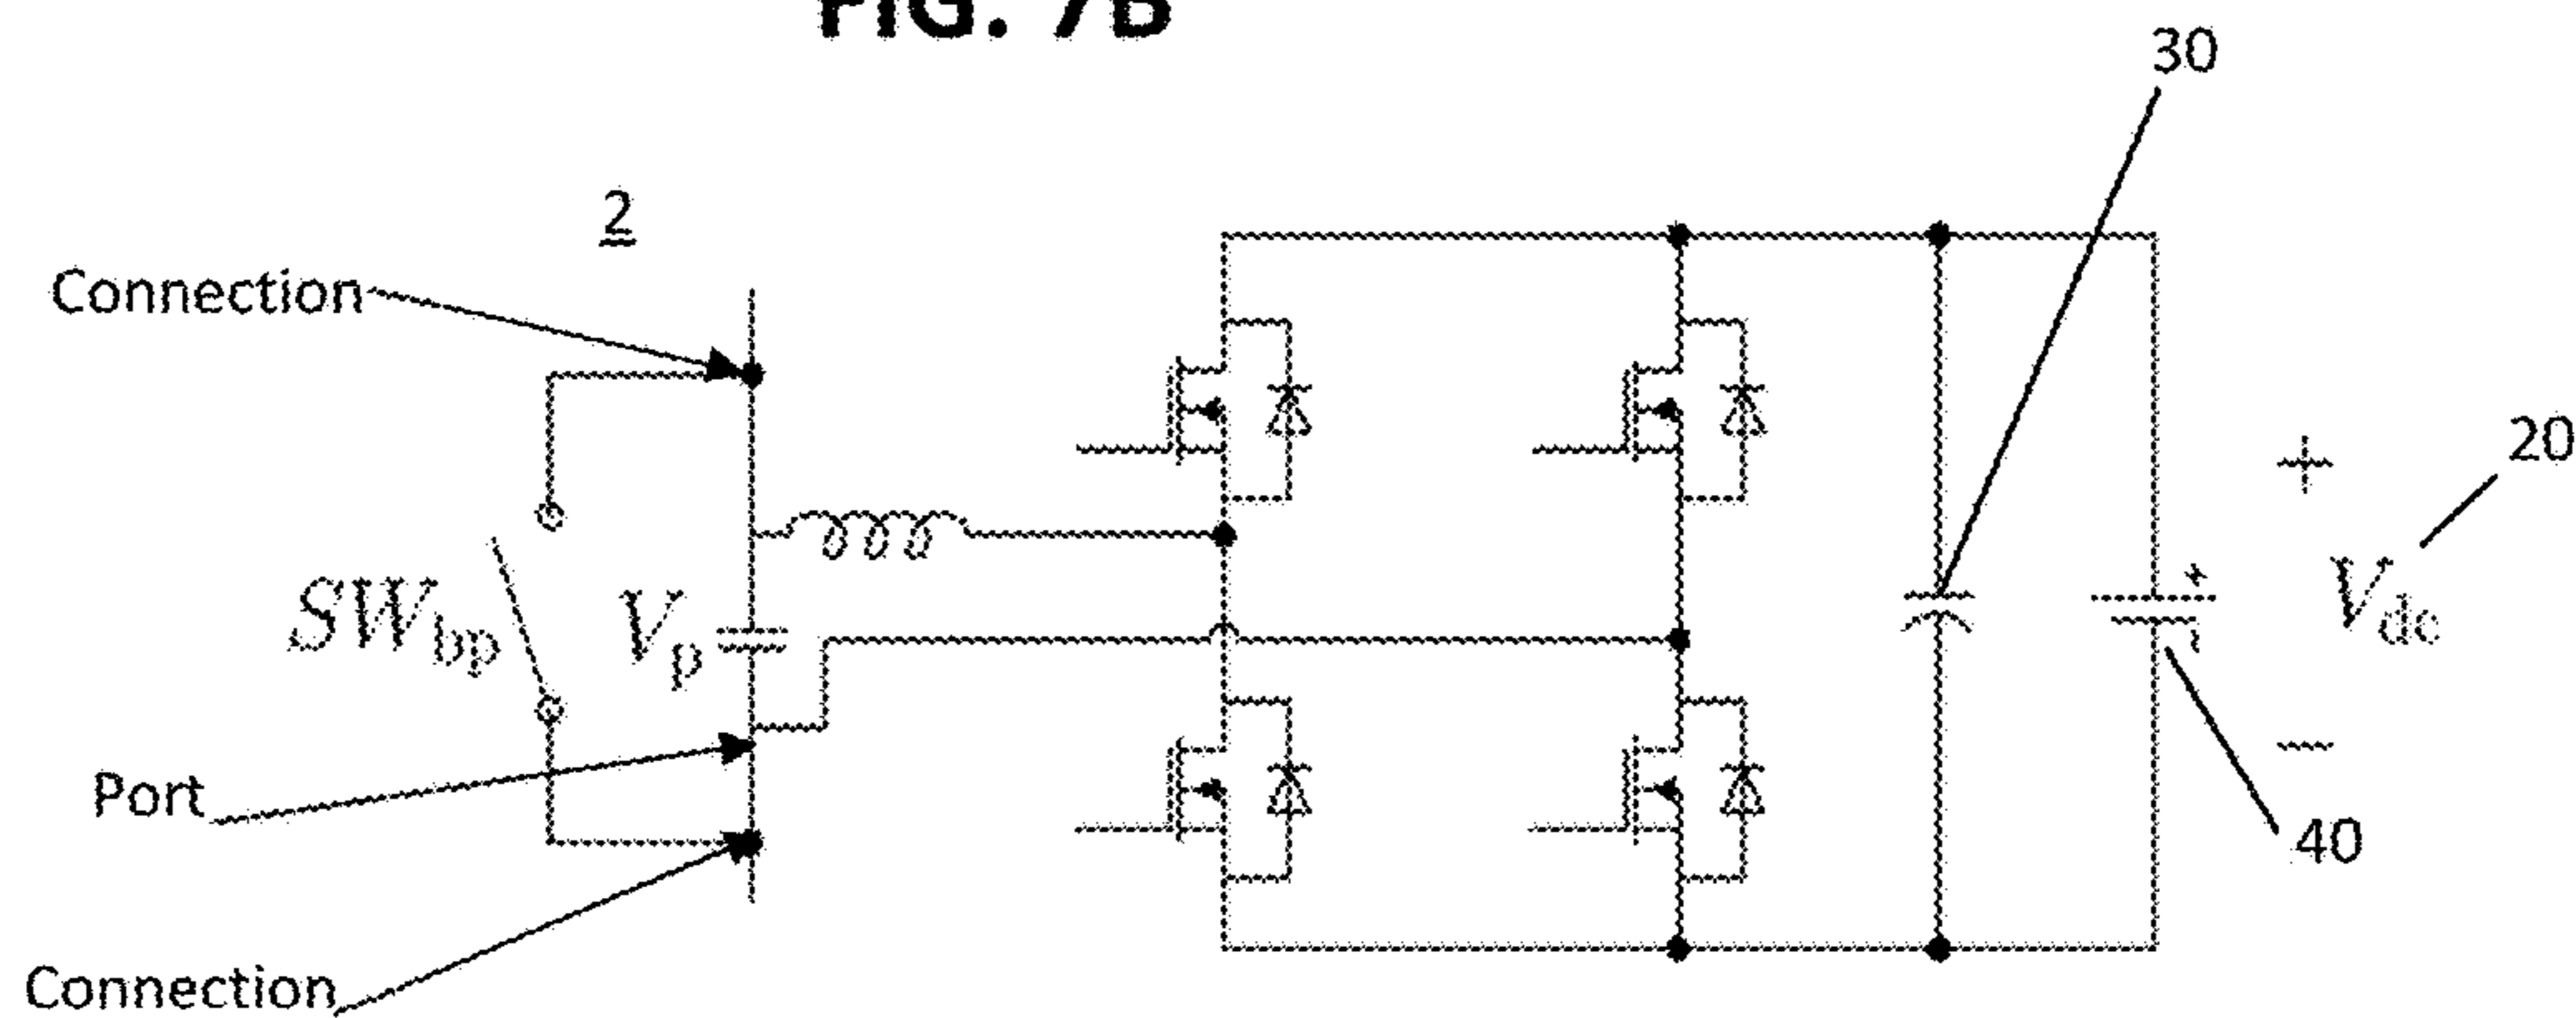 FIG. 7B
30
2
Connection
20
+
SWbp
Vp
+
Vdc
Port
−
40
Connection